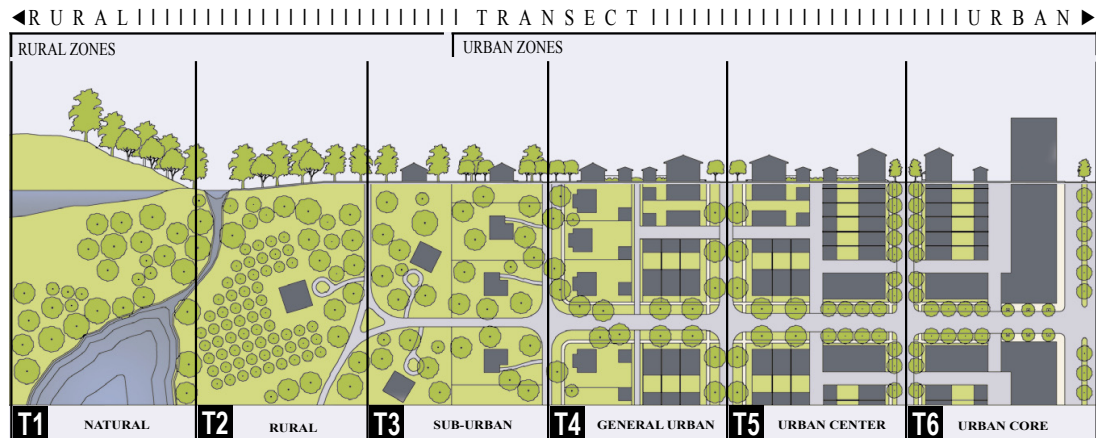 ◀RURAL||||||||||||||||||||||||||TRANSECT||||||||||||||||||||||||||URBAN▶
RURAL ZONES
URBAN ZONES
T1 NATURAL
T2 RURAL
T3 SUB-URBAN
T4 GENERAL URBAN
T5 URBAN CENTER
T6 URBAN CORE